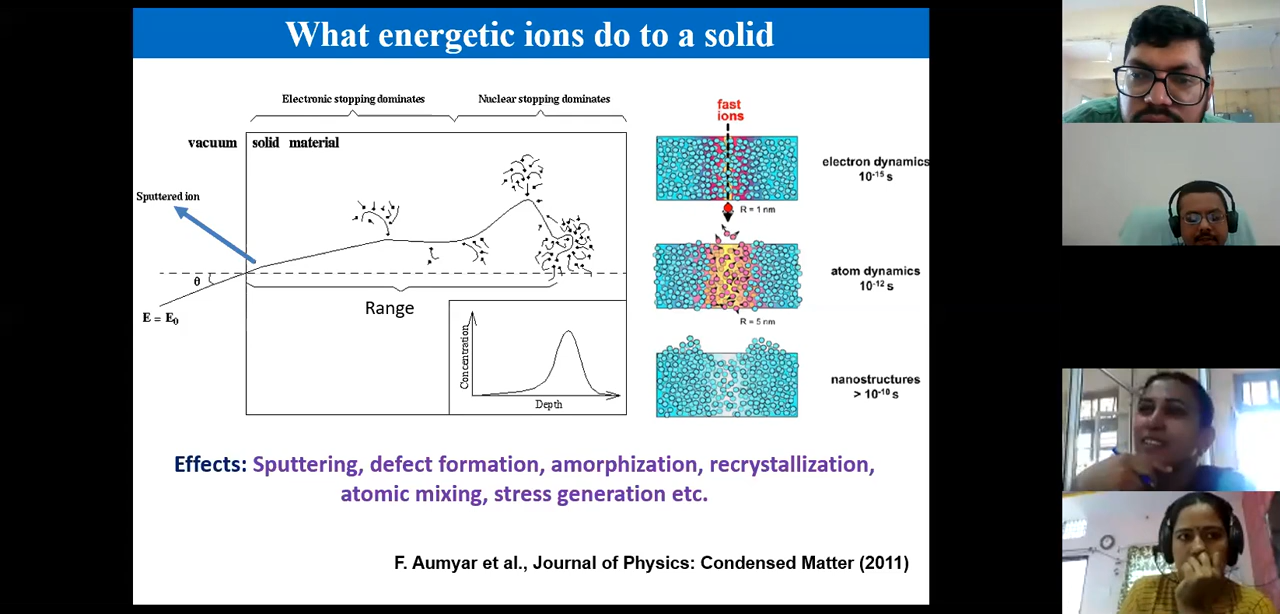 What energetic ions do to a solid
Electronic stopping dominates
Nuclear stopping dominates
vacuum
solid material
Sputtered ion
θ
E = E0
Range
Concentration
Depth
fast
ions
electron dynamics
10-15 s
R = 1 nm
atom dynamics
10-12 s
R = 5 nm
nanostructures
> 10-10 s
Effects: Sputtering, defect formation, amorphization, recrystallization,
atomic mixing, stress generation etc.
F. Aumyar et al., Journal of Physics: Condensed Matter (2011)